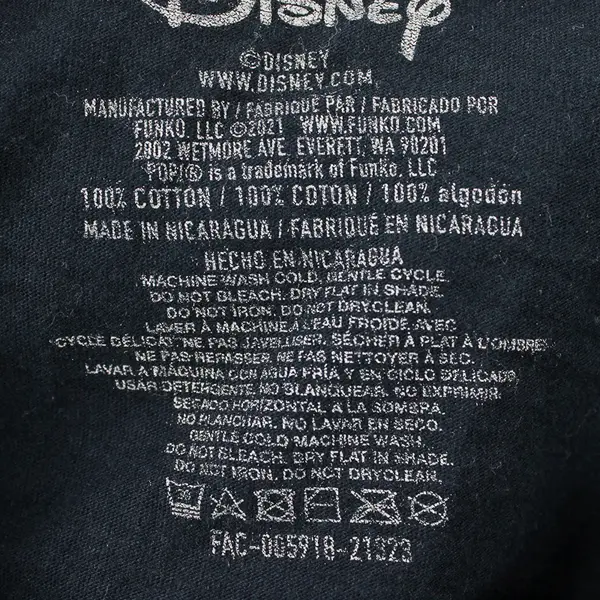 Disney
©DISNEY
WWW.DISNEY.COM
MANUFACTURED BY / FABRIQUÉ PAR / FABRICADO POR
FUNKO, LLC ©2021 WWW.FUNKO.COM
2802 WETMORE AVE, EVERETT, WA 98201
POP!® is a trademark of Funko, LLC
100% COTTON / 100% COTON / 100% algodón
MADE IN NICARAGUA / FABRIQUÉ EN NICARAGUA
HECHO EN NICARAGUA
MACHINE WASH COLD, GENTLE CYCLE.
DO NOT BLEACH. DRY FLAT IN SHADE.
DO NOT IRON. DO NOT DRYCLEAN.
LAVER À MACHINE À L'EAU FROIDE, AVEC
CYCLE DÉLICAT. NE PAS JAVELLISER. SÉCHER À PLAT À L'OMBRE.
NE PAS REPASSER. NE PAS NETTOYER À SEC.
LAVAR A MÁQUINA CON AGUA FRÍA Y EN CICLO DELICADO,
USAR DETERGENTE. NO BLANQUEAR. NO EXPRIMIR.
SECADO HORIZONTAL A LA SOMBRA.
NO PLANCHAR. NO LAVAR EN SECO.
GENTLE COLD MACHINE WASH.
DO NOT BLEACH. DRY FLAT IN SHADE.
DO NOT IRON. DO NOT DRYCLEAR.
FAC-005918-21323